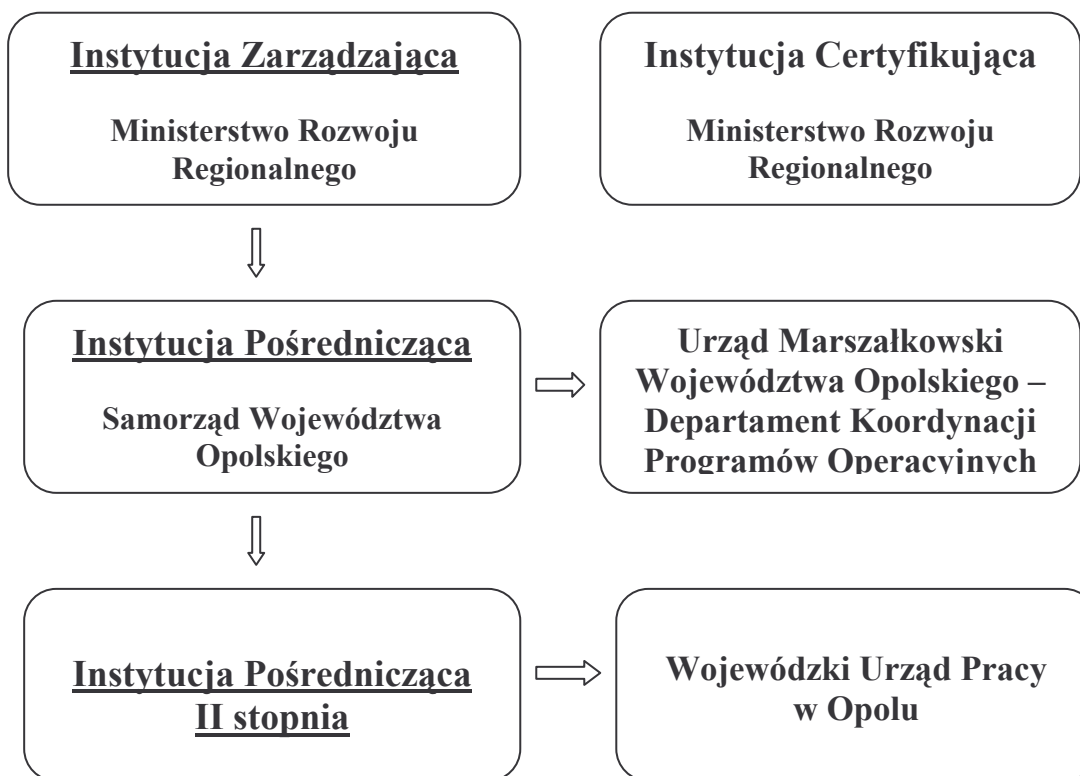 Instytucja Zarządzająca
Ministerstwo Rozwoju
Regionalnego
Instytucja Certyfikująca
Ministerstwo Rozwoju
Regionalnego
Instytucja Pośrednicząca
Samorząd Województwa
Opolskiego
Urząd Marszałkowski
Województwa Opolskiego –
Departament Koordynacji
Programów Operacyjnych
Instytucja Pośrednicząca
II stopnia
Wojewódzki Urząd Pracy
w Opolu